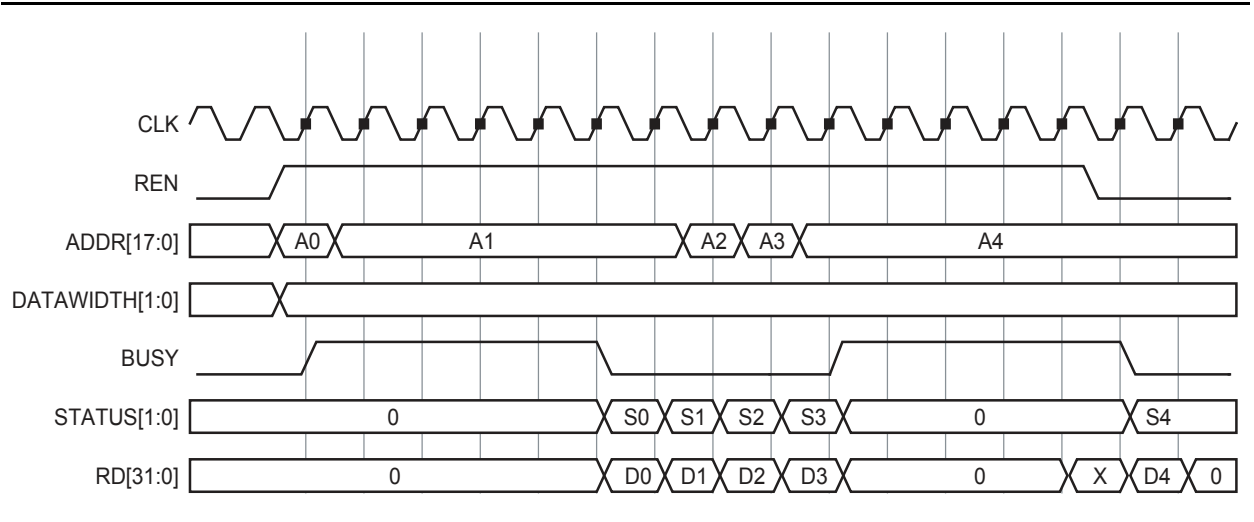 CLK
REN
ADDR[17:0] A0 A1 A2 A3 A4
DATAWIDTH[1:0]
BUSY
STATUS[1:0] 0 S0 S1 S2 S3 0 S4
RD[31:0] 0 D0 D1 D2 D3 0 X D4 0